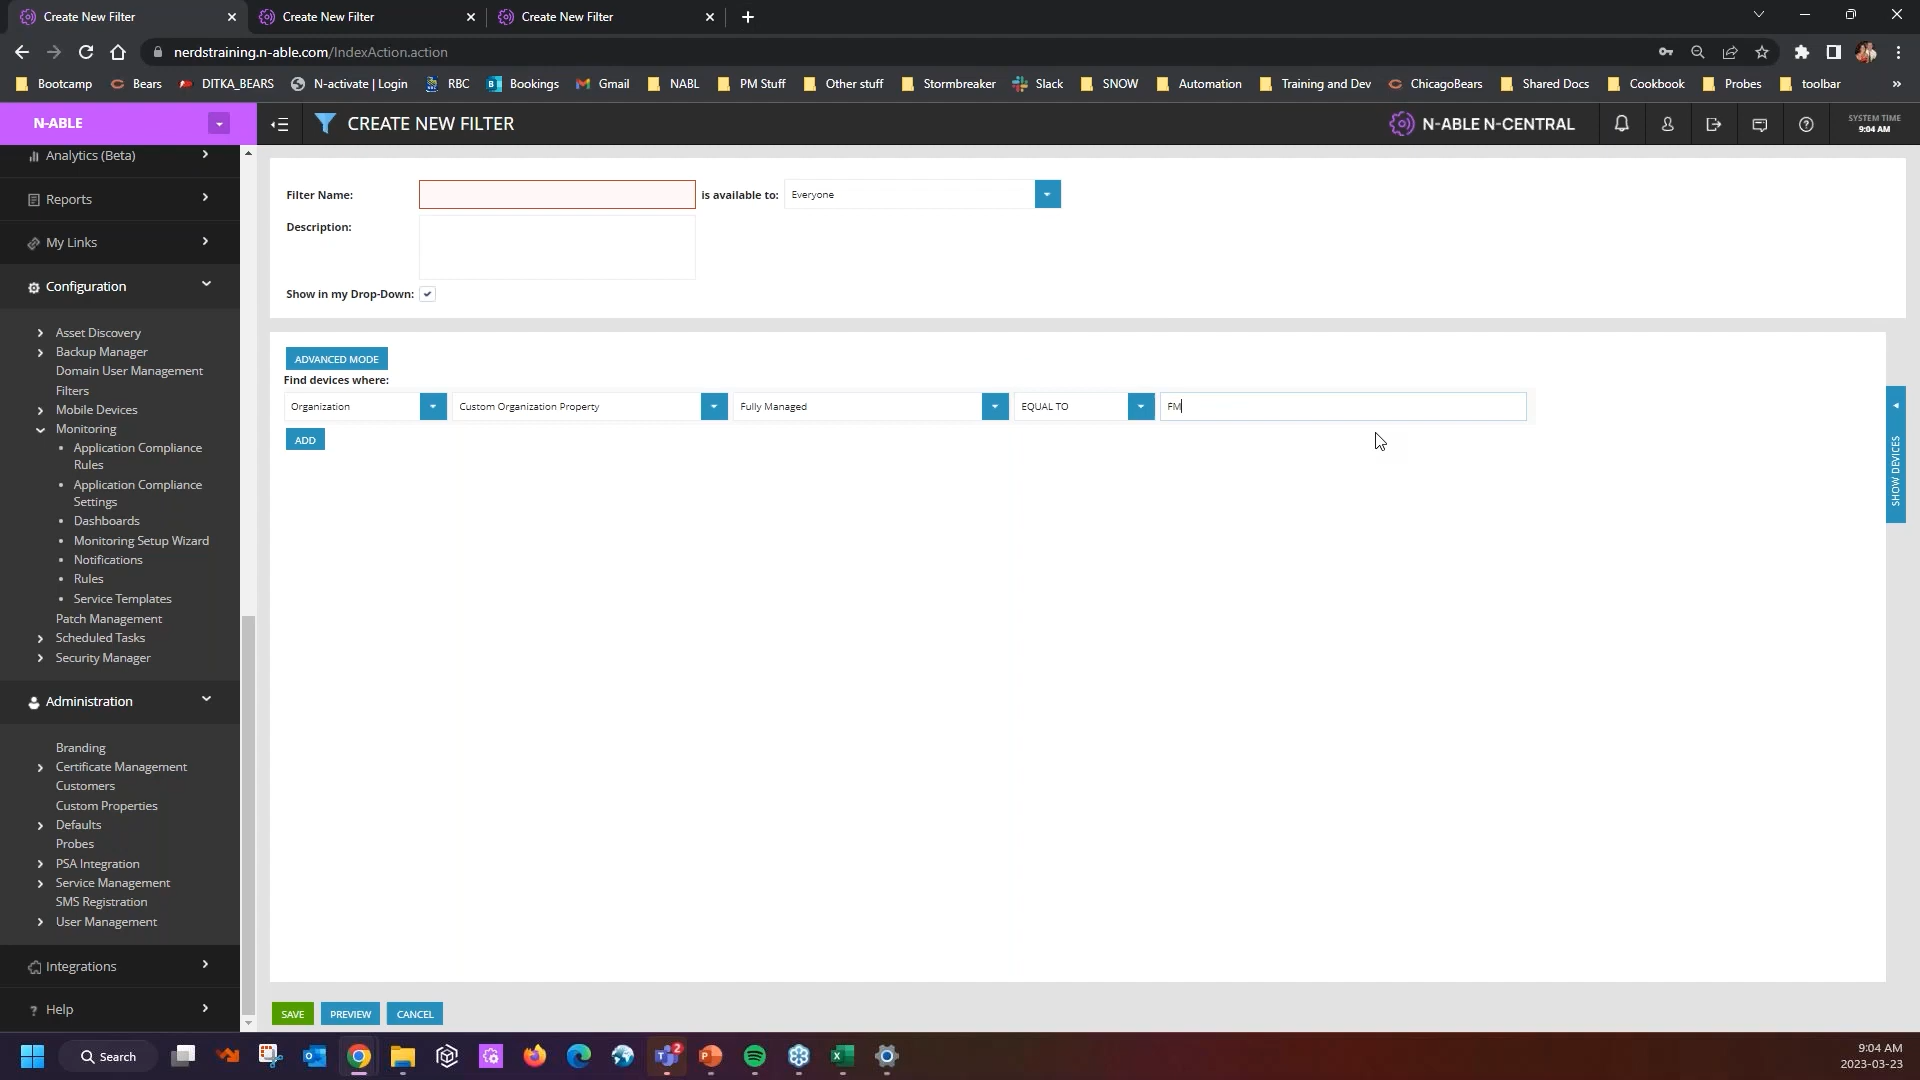 Create New Filter
Create New Filter
Create New Filter
nerdstraining.n-able.com/IndexAction.action
Bootcamp
Bears
DITKA_BEARS
N-activate | Login
RBC
Bookings
Gmail
NABL
PM Stuff
Other stuff
Stormbreaker
Slack
SNOW
Automation
Training and Dev
ChicagoBears
Shared Docs
Cookbook
Probes
toolbar
»
N-ABLE
CREATE NEW FILTER
N-ABLE N-CENTRAL
SYSTEM TIME
9:04 AM
Analytics (Beta)
Reports
My Links
Configuration
Asset Discovery
Backup Manager
Domain User Management
Filters
Mobile Devices
Monitoring
Application Compliance
Rules
Application Compliance
Settings
Dashboards
Monitoring Setup Wizard
Notifications
Rules
Service Templates
Patch Management
Scheduled Tasks
Security Manager
Administration
Branding
Certificate Management
Customers
Custom Properties
Defaults
Probes
PSA Integration
Service Management
SMS Registration
User Management
Integrations
Help
Filter Name:
is available to:
Everyone
Description:
Show in my Drop-Down:
ADVANCED MODE
Find devices where:
Organization
Custom Organization Property
Fully Managed
EQUAL TO
FM
ADD
SHOW DEVICES
SAVE
PREVIEW
CANCEL
Search
2
9:04 AM
2023-03-23